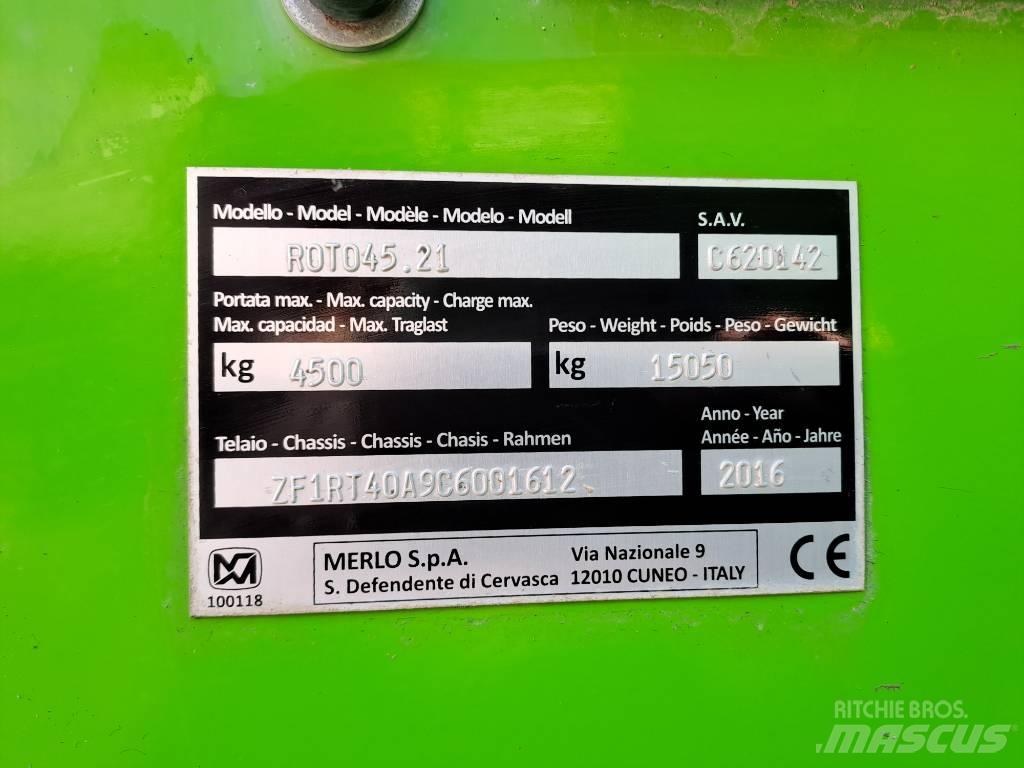 Modello - Model - Modèle - Modelo - Modell
S.A.V.
ROTO45.21
C620142
Portata max. - Max. capacity - Charge max.
Max. capacidad - Max. Traglast
Peso - Weight - Poids - Peso - Gewicht
kg 4500
kg 15050
Anno - Year
Telaio - Chassis - Chassis - Chasis - Rahmen
Année - Año - Jahre
ZF1RT40A9C6001612
2016
MERLO S.p.A.
Via Nazionale 9
S. Defendente di Cervasca
12010 CUNEO - ITALY
CE
100118
RITCHIE BROS.
MASCUS